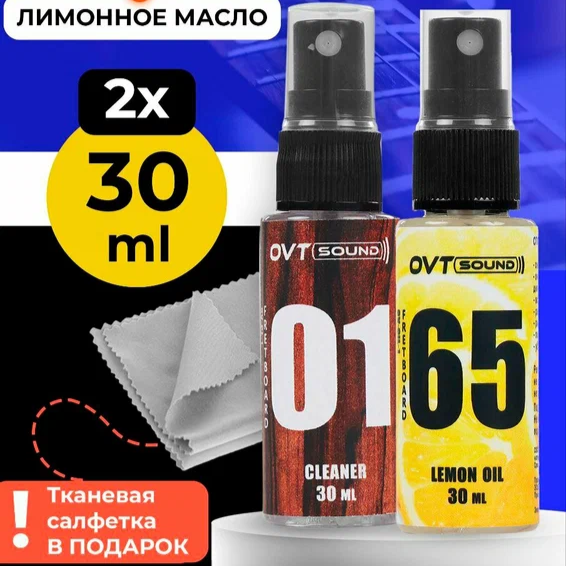 ЛИМОННОЕ МАСЛО
2x
30
ml
OVT SOUND
FRETBOARD
01
CLEANER
30 ML
OVT SOUND
FRETBOARD
65
LEMON OIL
30 ML
!
Тканевая
салфетка
В ПОДАРОК